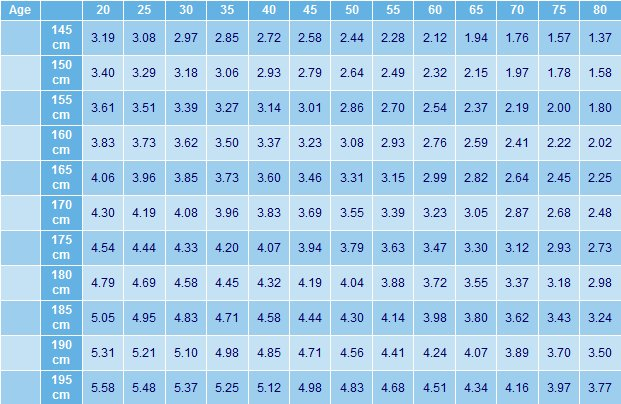 Age 20 25 30 35 40 45 50 55 60 65 70 75 80
145 cm 3.19 3.08 2.97 2.85 2.72 2.58 2.44 2.28 2.12 1.94 1.76 1.57 1.37
150 cm 3.40 3.29 3.18 3.06 2.93 2.79 2.64 2.49 2.32 2.15 1.97 1.78 1.58
155 cm 3.61 3.51 3.39 3.27 3.14 3.01 2.86 2.70 2.54 2.37 2.19 2.00 1.80
160 cm 3.83 3.73 3.62 3.50 3.37 3.23 3.08 2.93 2.76 2.59 2.41 2.22 2.02
165 cm 4.06 3.96 3.85 3.73 3.60 3.46 3.31 3.15 2.99 2.82 2.64 2.45 2.25
170 cm 4.30 4.19 4.08 3.96 3.83 3.69 3.55 3.39 3.23 3.05 2.87 2.68 2.48
175 cm 4.54 4.44 4.33 4.20 4.07 3.94 3.79 3.63 3.47 3.30 3.12 2.93 2.73
180 cm 4.79 4.69 4.58 4.45 4.32 4.19 4.04 3.88 3.72 3.55 3.37 3.18 2.98
185 cm 5.05 4.95 4.83 4.71 4.58 4.44 4.30 4.14 3.98 3.80 3.62 3.43 3.24
190 cm 5.31 5.21 5.10 4.98 4.85 4.71 4.56 4.41 4.24 4.07 3.89 3.70 3.50
195 cm 5.58 5.48 5.37 5.25 5.12 4.98 4.83 4.68 4.51 4.34 4.16 3.97 3.77